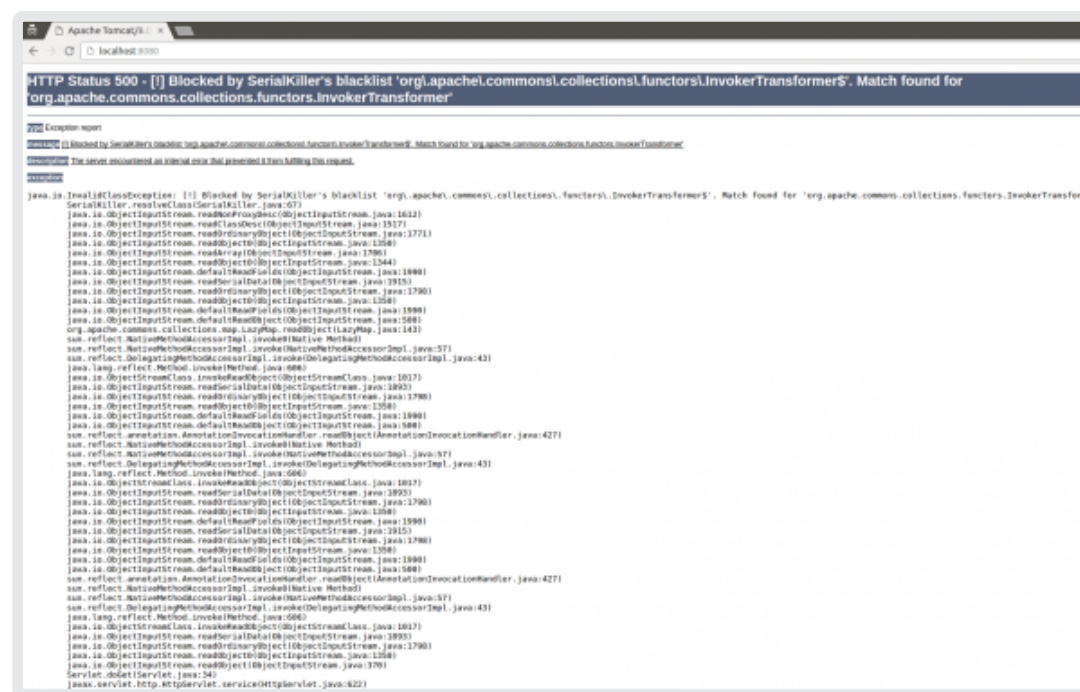 Apache Tomcat/
localhost:8080
HTTP Status 500 - [!] Blocked by SerialKiller's blacklist 'org\.apache\.commons\.collections\.functors\.InvokerTransformer$'. Match found for
'org.apache.commons.collections.functors.InvokerTransformer'
type Exception report
message [!] Blocked by SerialKiller's blacklist 'org\.apache\.commons\.collections\.functors\.InvokerTransformer$'. Match found for 'org.apache.commons.collections.functors.InvokerTransformer'
description The server encountered an internal error that prevented it from fulfilling this request.
exception
java.io.InvalidClassException: [!] Blocked by SerialKiller's blacklist 'org\.apache\.commons\.collections\.functors\.InvokerTransformer$'. Match found for 'org.apache.commons.collections.functors.InvokerTransfor
SerialKiller.resolveClass(SerialKiller.java:67)
java.io.ObjectInputStream.readNonProxyDesc(ObjectInputStream.java:1612)
java.io.ObjectInputStream.readClassDesc(ObjectInputStream.java:1517)
java.io.ObjectInputStream.readOrdinaryObject(ObjectInputStream.java:1771)
java.io.ObjectInputStream.readObject0(ObjectInputStream.java:1350)
java.io.ObjectInputStream.readArray(ObjectInputStream.java:1706)
java.io.ObjectInputStream.readObject0(ObjectInputStream.java:1344)
java.io.ObjectInputStream.defaultReadFields(ObjectInputStream.java:1990)
java.io.ObjectInputStream.readSerialData(ObjectInputStream.java:1915)
java.io.ObjectInputStream.readOrdinaryObject(ObjectInputStream.java:1798)
java.io.ObjectInputStream.readObject0(ObjectInputStream.java:1350)
java.io.ObjectInputStream.defaultReadFields(ObjectInputStream.java:1990)
java.io.ObjectInputStream.defaultReadObject(ObjectInputStream.java:500)
org.apache.commons.collections.map.LazyMap.readObject(LazyMap.java:143)
sun.reflect.NativeMethodAccessorImpl.invoke0(Native Method)
sun.reflect.NativeMethodAccessorImpl.invoke(NativeMethodAccessorImpl.java:57)
sun.reflect.DelegatingMethodAccessorImpl.invoke(DelegatingMethodAccessorImpl.java:43)
java.lang.reflect.Method.invoke(Method.java:606)
java.io.ObjectStreamClass.invokeReadObject(ObjectStreamClass.java:1017)
java.io.ObjectInputStream.readSerialData(ObjectInputStream.java:1893)
java.io.ObjectInputStream.readOrdinaryObject(ObjectInputStream.java:1798)
java.io.ObjectInputStream.readObject0(ObjectInputStream.java:1350)
java.io.ObjectInputStream.defaultReadFields(ObjectInputStream.java:1990)
java.io.ObjectInputStream.defaultReadObject(ObjectInputStream.java:500)
sun.reflect.annotation.AnnotationInvocationHandler.readObject(AnnotationInvocationHandler.java:427)
sun.reflect.NativeMethodAccessorImpl.invoke0(Native Method)
sun.reflect.NativeMethodAccessorImpl.invoke(NativeMethodAccessorImpl.java:57)
sun.reflect.DelegatingMethodAccessorImpl.invoke(DelegatingMethodAccessorImpl.java:43)
java.lang.reflect.Method.invoke(Method.java:606)
java.io.ObjectStreamClass.invokeReadObject(ObjectStreamClass.java:1017)
java.io.ObjectInputStream.readSerialData(ObjectInputStream.java:1893)
java.io.ObjectInputStream.readOrdinaryObject(ObjectInputStream.java:1798)
java.io.ObjectInputStream.readObject0(ObjectInputStream.java:1350)
java.io.ObjectInputStream.defaultReadFields(ObjectInputStream.java:1990)
java.io.ObjectInputStream.readSerialData(ObjectInputStream.java:1915)
java.io.ObjectInputStream.readOrdinaryObject(ObjectInputStream.java:1798)
java.io.ObjectInputStream.readObject0(ObjectInputStream.java:1350)
java.io.ObjectInputStream.defaultReadFields(ObjectInputStream.java:1990)
java.io.ObjectInputStream.defaultReadObject(ObjectInputStream.java:500)
sun.reflect.annotation.AnnotationInvocationHandler.readObject(AnnotationInvocationHandler.java:427)
sun.reflect.NativeMethodAccessorImpl.invoke0(Native Method)
sun.reflect.NativeMethodAccessorImpl.invoke(NativeMethodAccessorImpl.java:57)
sun.reflect.DelegatingMethodAccessorImpl.invoke(DelegatingMethodAccessorImpl.java:43)
java.lang.reflect.Method.invoke(Method.java:606)
java.io.ObjectStreamClass.invokeReadObject(ObjectStreamClass.java:1017)
java.io.ObjectInputStream.readSerialData(ObjectInputStream.java:1893)
java.io.ObjectInputStream.readOrdinaryObject(ObjectInputStream.java:1798)
java.io.ObjectInputStream.readObject0(ObjectInputStream.java:1350)
java.io.ObjectInputStream.readObject(ObjectInputStream.java:370)
Servlet.doGet(Servlet.java:34)
javax.servlet.http.HttpServlet.service(HttpServlet.java:622)